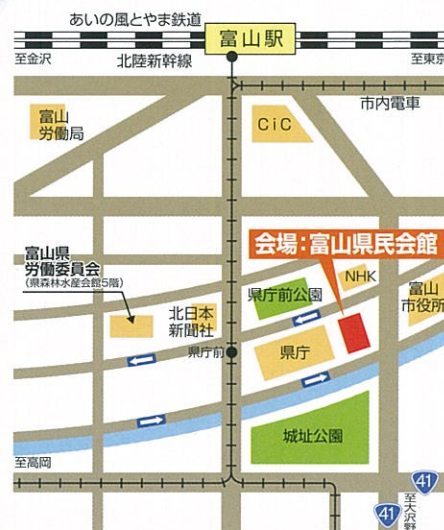 あいの風とやま鉄道
富山駅
至金沢
北陸新幹線
至東京
市内電車
富山
労働局
CiC
会場:富山県民会館
富山県
労働委員会
(県森林水産会館5階)
NHK
県庁前公園
富山
市役所
北日本
新聞社
県庁前
県庁
城址公園
至高岡
41
41
至大沢野